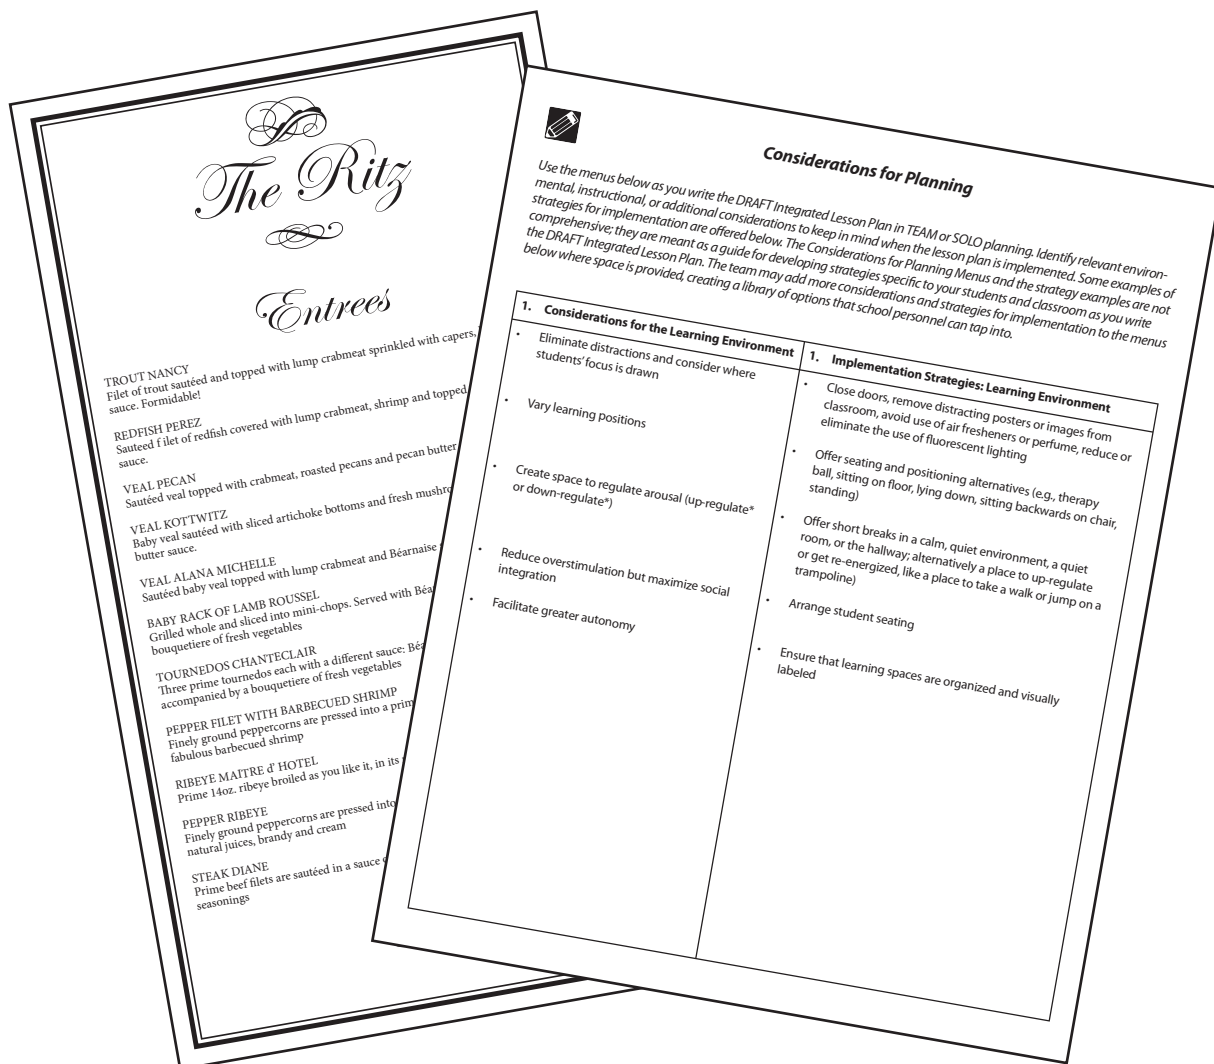 The Ritz
Entrees
TROUT NANCY
Filet of trout sautéed and topped with lump crabmeat sprinkled with capers,
sauce. Formidable!
REDFISH PEREZ
Sauteed f ilet of redfish covered with lump crabmeat, shrimp and topped
sauce.
VEAL PECAN
Sautéed veal topped with crabmeat, roasted pecans and pecan butter
VEAL KOTTWITZ
Baby veal sautéed with sliced artichoke bottoms and fresh
butter sauce.
VEAL ALANA MICHELLE
Sautéed baby veal topped with lump crabmeat and Béarnaise
BABY RACK OF LAMB ROUSSEL
Grilled whole and sliced into mini-chops. Served with
bouquetiere of fresh vegetables
TOURNEDOS CHANTECLAIR
Three prime tournedos each with a different sauce:
accompanied by a bouquetiere of fresh vegetables
PEPPER FILET WITH BARBECUED SHRIMP
Finely ground peppercorns are pressed into a
fabulous barbecued shrimp
RIBEYE MAITRE d' HOTEL
Prime 14oz. ribeye broiled as you like it, in its
PEPPER RIBEYE
Finely ground peppercorns are pressed into
natural juices, brandy and cream
STEAK DIANE
Prime beef filets are sautéed in a sauce
seasonings
Considerations for Planning
Use the menus below as you write the DRAFT Integrated Lesson Plan in TEAM or SOLO planning. Identify relevant environ-
mental, instructional, or additional considerations to keep in mind when the lesson plan is implemented. Some examples of
strategies for implementation are offered below. The Considerations for Planning Menus and the strategy examples are not
comprehensive; they are meant as a guide for developing strategies specific to your students and classroom as you write
the DRAFT Integrated Lesson Plan. The team may add more considerations and strategies for implementation to the menus
below where space is provided, creating a library of options that school personnel can tap into.
1. Considerations for the Learning Environment
• Eliminate distractions and consider where
students' focus is drawn
• Vary learning positions
• Create space to regulate arousal (up-regulate*
or down-regulate*)
• Reduce overstimulation but maximize social
integration
• Facilitate greater autonomy
1. Implementation Strategies: Learning Environment
• Close doors, remove distracting posters or images from
classroom, avoid use of air fresheners or perfume, reduce or
eliminate the use of fluorescent lighting
• Offer seating and positioning alternatives (e.g., therapy
ball, sitting on floor, lying down, sitting backwards on chair,
standing)
• Offer short breaks in a calm, quiet environment, a quiet
room, or the hallway; alternatively a place to up-regulate
or get re-energized, like a place to take a walk or jump on a
trampoline)
• Arrange student seating
• Ensure that learning spaces are organized and visually
labeled